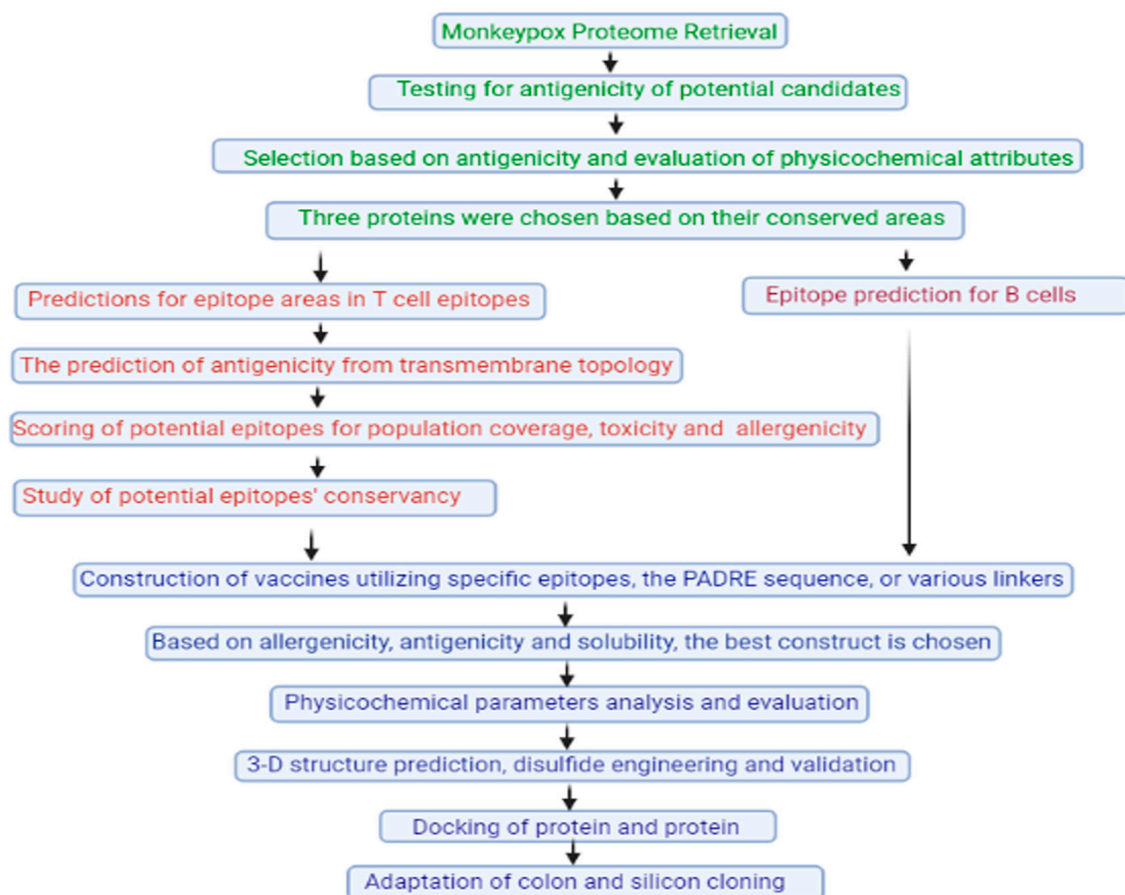 Monkeypox Proteome Retrieval
Testing for antigenicity of potential candidates
Selection based on antigenicity and evaluation of physicochemical attributes
Three proteins were chosen based on their conserved areas
Predictions for epitope areas in T cell epitopes
Epitope prediction for B cells
The prediction of antigenicity from transmembrane topology
Scoring of potential epitopes for population coverage, toxicity and allergenicity
Study of potential epitopes' conservancy
Construction of vaccines utilizing specific epitopes, the PADRE sequence, or various linkers
Based on allergenicity, antigenicity and solubility, the best construct is chosen
Physicochemical parameters analysis and evaluation
3-D structure prediction, disulfide engineering and validation
Docking of protein and protein
Adaptation of colon and silicon cloning